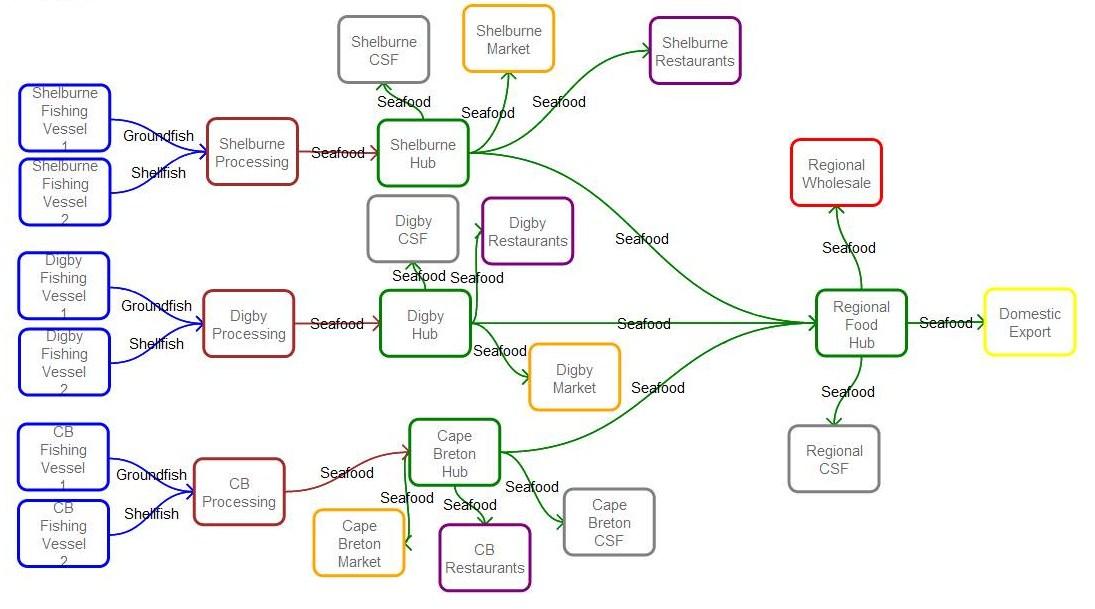 Shelburne
CSF
Shelburne
Market
Shelburne
Restaurants
Seafood
Seafood
Seafood
Shelburne
Fishing
Vessel
1
Groundfish
Shelburne
Processing
Seafood
Shelburne
Hub
Shelburne
Fishing
Vessel
2
Shellfish
Regional
Wholesale
Digby
CSF
Digby
Restaurants
Seafood
Seafood
Seafood
Seafood
Digby
Fishing
Vessel
1
Groundfish
Digby
Processing
Seafood
Digby
Hub
Seafood
Regional
Food
Hub
Seafood
Domestic
Export
Digby
Fishing
Vessel
2
Shellfish
Seafood
Digby
Market
Seafood
Seafood
CB
Fishing
Vessel
1
Groundfish
CB
Processing
Seafood
Cape
Breton
Hub
Regional
CSF
CB
Fishing
Vessel
2
Shellfish
Seafood
Seafood
Seafood
Cape
Breton
Market
CB
Restaurants
Cape
Breton
CSF